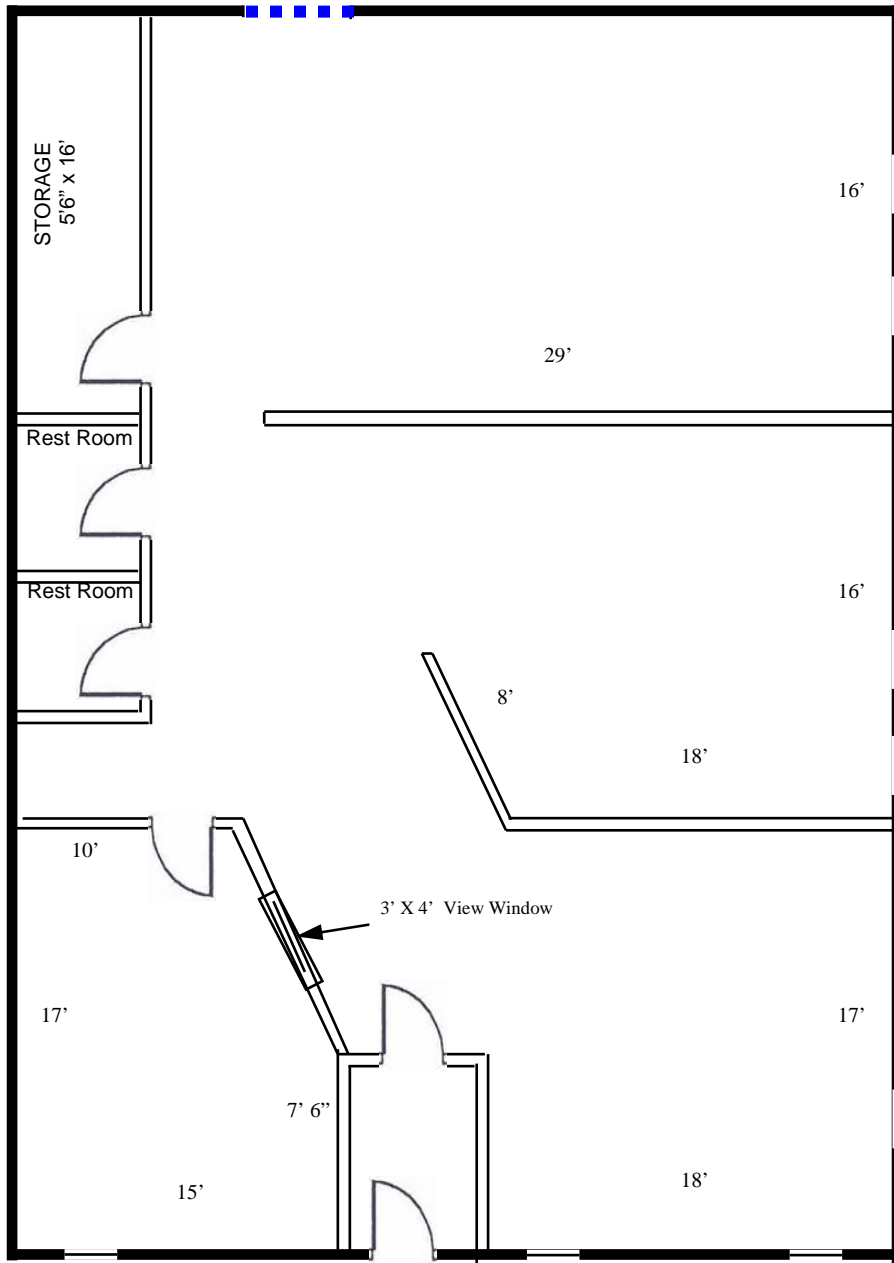 STORAGE
5'6” x 16’
16’
29’
Rest Room
Rest Room
16’
8’
18’
10’
3’ X 4’ View Window
17’
17’
7’ 6”
15’
18’